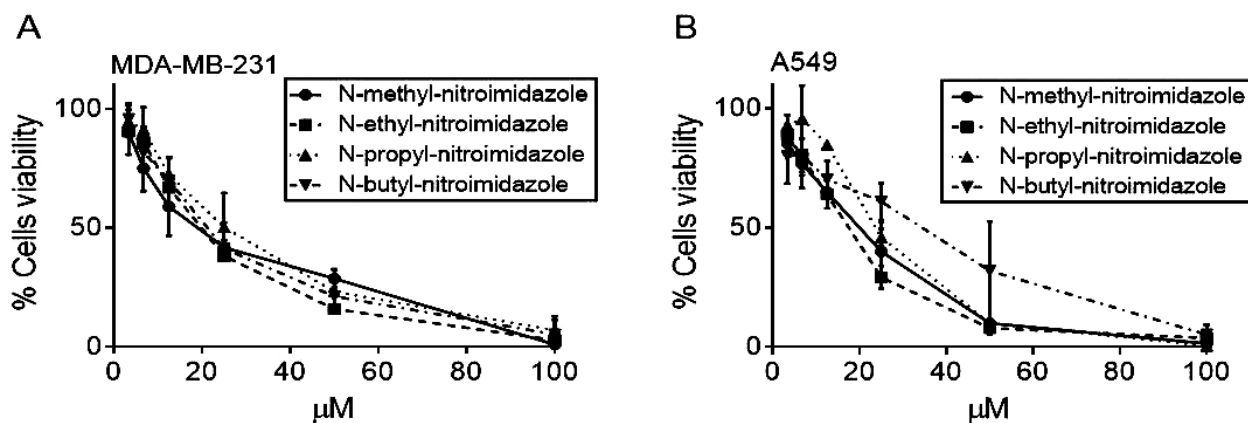 A
MDA-MB-231
N-methyl-nitroimidazole
N-ethyl-nitroimidazole
N-propyl-nitroimidazole
N-butyl-nitroimidazole
100
50
0
% Cells viability
0 20 40 60 80 100
μM
B
A549
N-methyl-nitroimidazole
N-ethyl-nitroimidazole
N-propyl-nitroimidazole
N-butyl-nitroimidazole
100
50
0
% Cells viability
0 20 40 60 80 100
μM